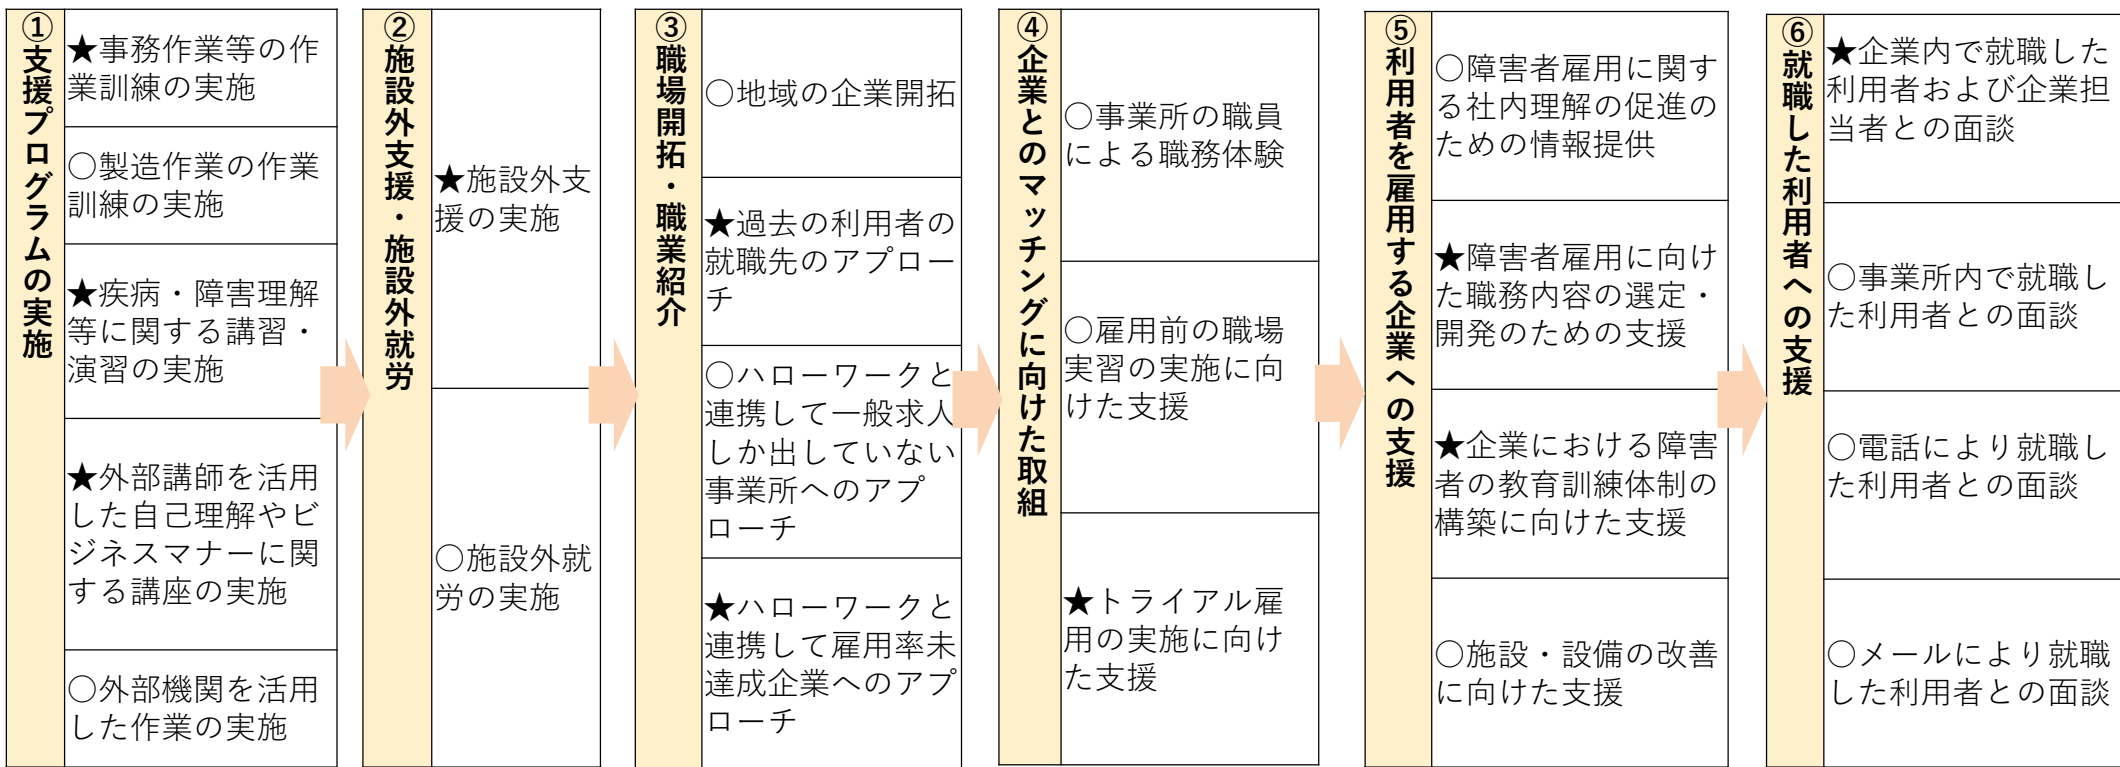 ①支援プログラムの実施
★事務作業等の作
業訓練の実施
○製造作業の作業
訓練の実施
★疾病・障害理解
等に関する講習・
演習の実施
★外部講師を活用
した自己理解やビ
ジネスマナーに関
する講座の実施
○外部機関を活用
した作業の実施
②施設外支援・施設外就労
★施設外支
援の実施
○施設外就
労の実施
③職場開拓・職業紹介
○地域の企業開拓
★過去の利用者の
就職先のアプロー
チ
○ハローワークと
連携して一般求人
しか出していない
事業所へのアプ
ローチ
★ハローワークと
連携して雇用率未
達成企業へのアプ
ローチ
④企業とのマッチングに向けた取組
○事業所の職員
による職務体験
○雇用前の職場
実習の実施に向
けた支援
★トライアル雇
用の実施に向け
た支援
⑤利用者を雇用する企業への支援
○障害者雇用に関す
る社内理解の促進の
ための情報提供
★障害者雇用に向け
た職務内容の選定・
開発のための支援
★企業における障害
者の教育訓練体制の
構築に向けた支援
○施設・設備の改善
に向けた支援
⑥就職した利用者への支援
★企業内で就職した
利用者および企業担
当者との面談
○事業所内で就職し
た利用者との面談
○電話により就職し
た利用者との面談
○メールにより就職
した利用者との面談